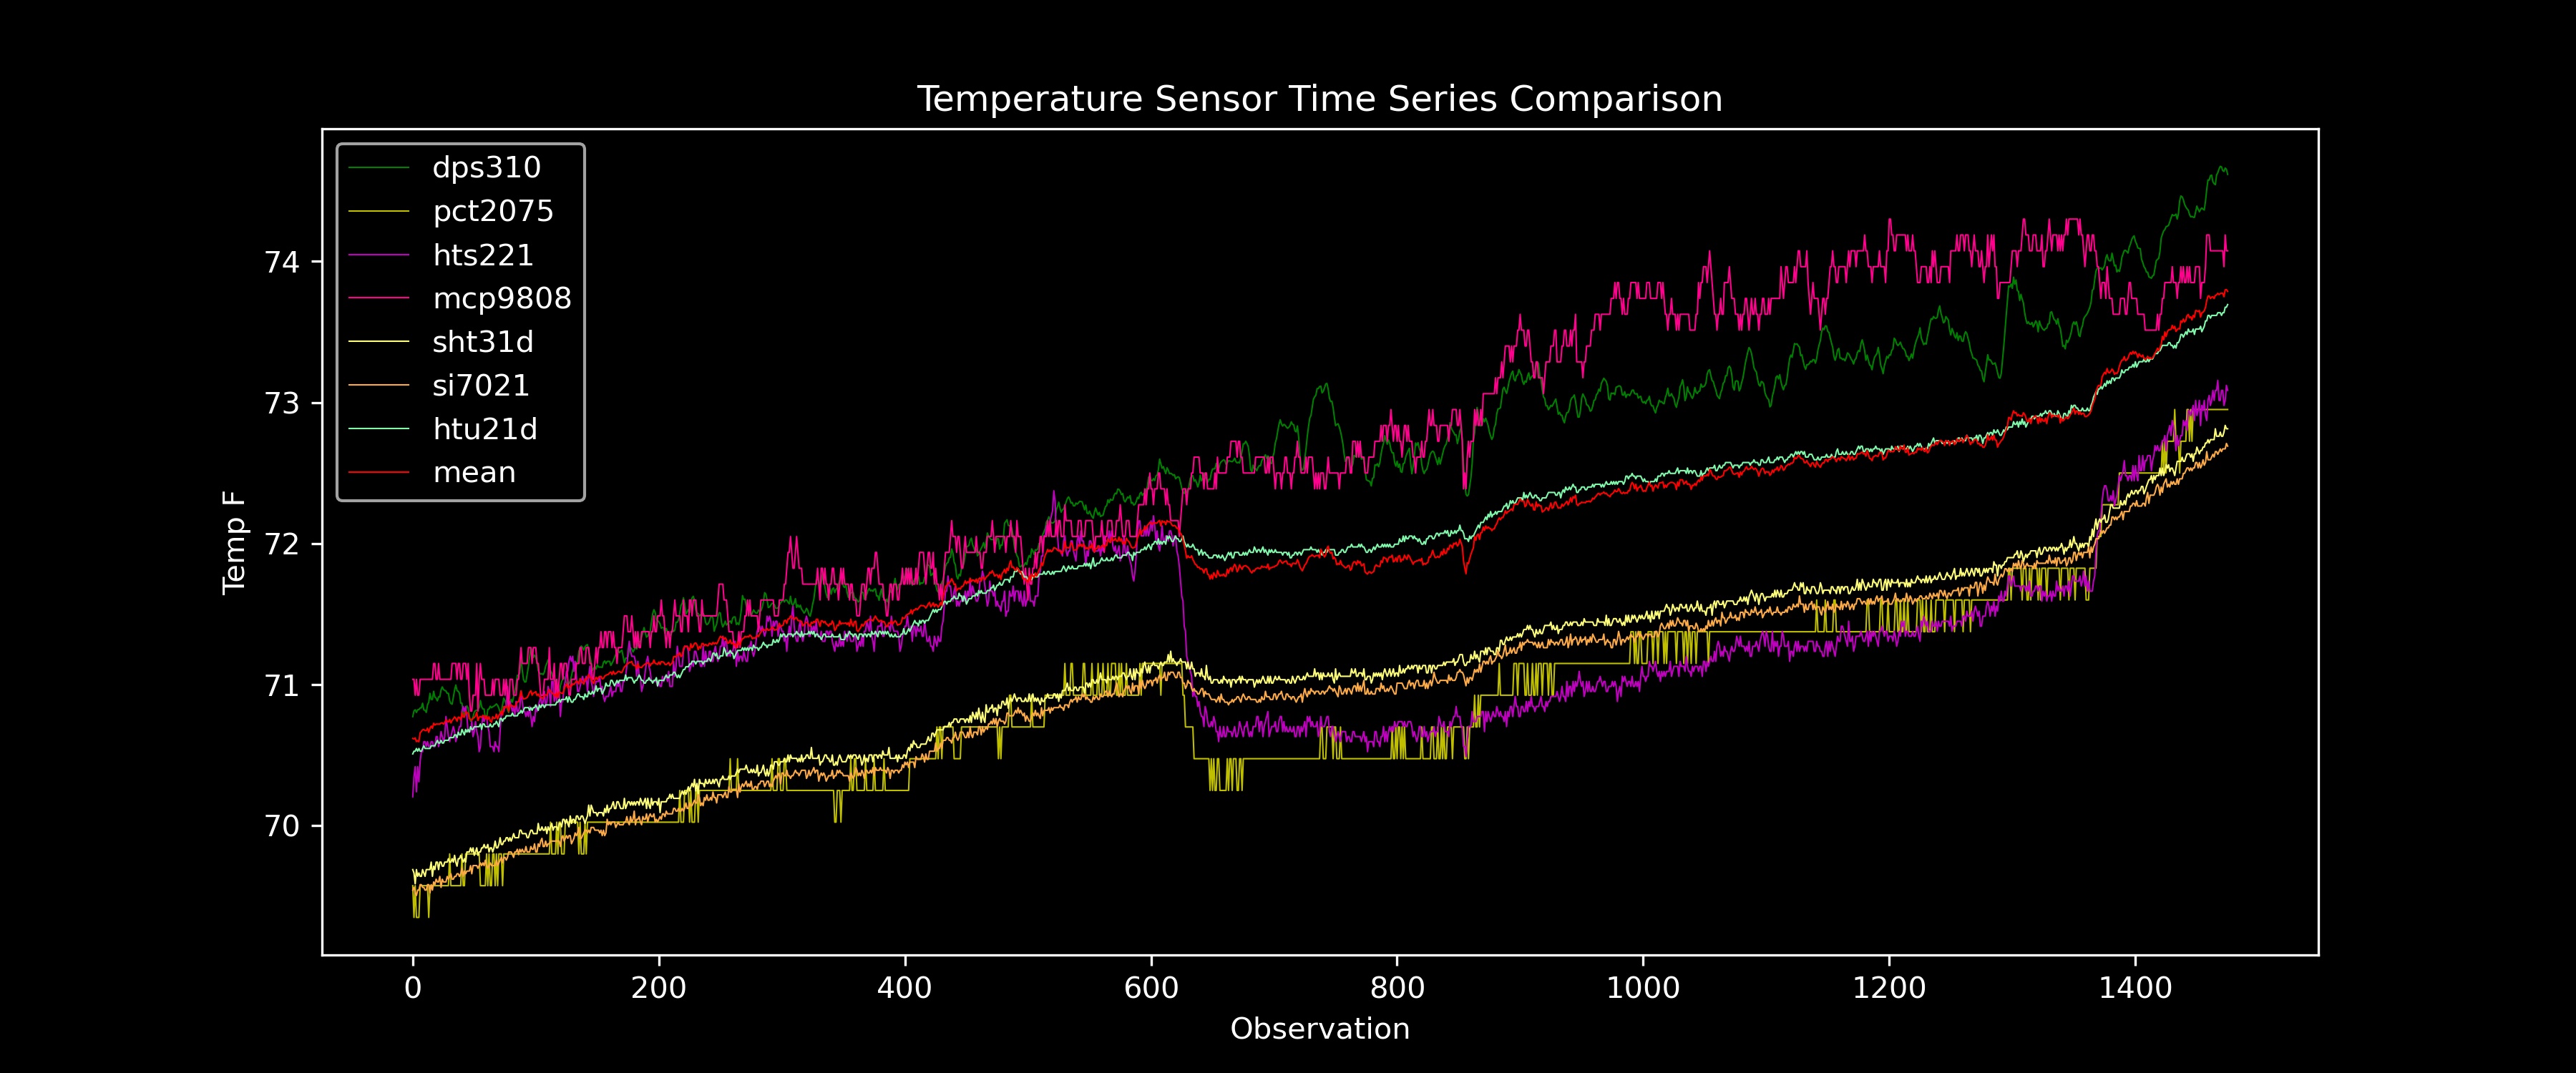 Temperature Sensor Time Series Comparison
dps310
pct2075
hts221
mcp9808
sht31d
si7021
htu21d
mean
74
73
72
71
70
Temp F
0 200 400 600 800 1000 1200 1400
Observation